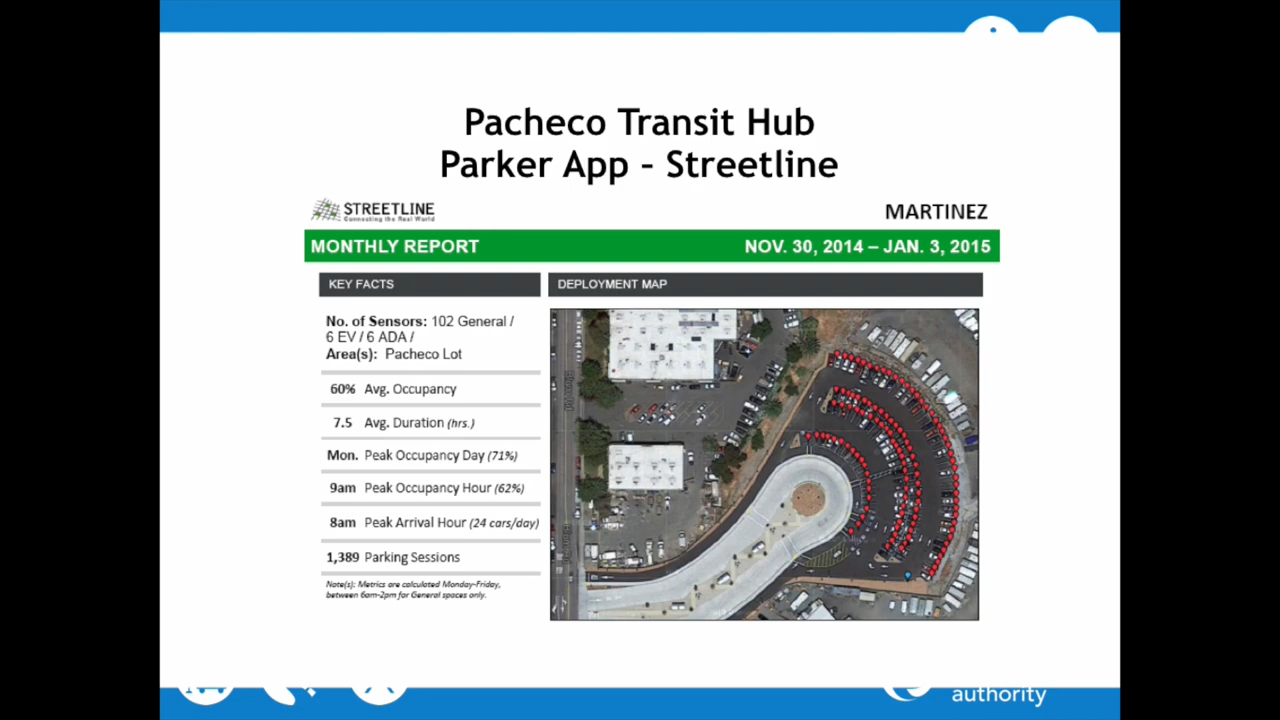 Pacheco Transit Hub
Parker App – Streetline
STREETLINE
Connecting the Real World
MARTINEZ
MONTHLY REPORT
NOV. 30, 2014 – JAN. 3, 2015
KEY FACTS
DEPLOYMENT MAP
No. of Sensors: 102 General /
6 EV / 6 ADA /
Area(s): Pacheco Lot
60% Avg. Occupancy
7.5 Avg. Duration (hrs.)
Mon. Peak Occupancy Day (71%)
9am Peak Occupancy Hour (62%)
8am Peak Arrival Hour (24 cars/day)
1,389 Parking Sessions
Note(s): Metrics are calculated Monday-Friday,
between 6am-2pm for General spaces only.
authority